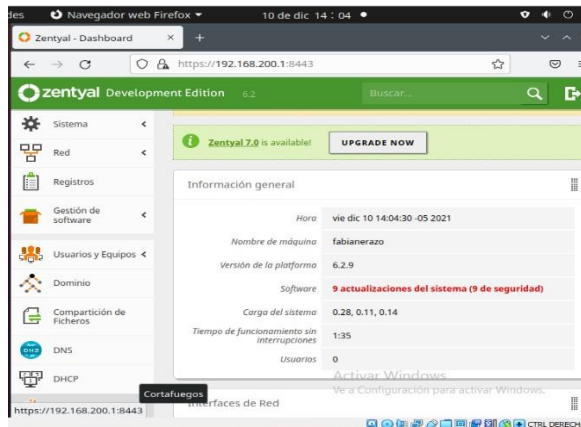 des Navegador web Firefox 10 de dic 14:04
Zentyal - Dashboard
https://192.168.200.1:8443
zentyal Development Edition 6.2 Buscar...
Sistema
Red
Registros
Gestión de
software
Usuarios y Equipos
Dominio
Compartición de
Ficheros
DNS
DHCP
Cortafuegos
https://192.168.200.1:8443
Zentyal 7.0 is available! UPGRADE NOW
Información general
Hora vie dic 10 14:04:30 -05 2021
Nombre de máquina fabianerazo
Versión de la plataforma 6.2.9
Software 9 actualizaciones del sistema (9 de seguridad)
Carga del sistema 0.28, 0.11, 0.14
Tiempo de funcionamiento sin
interrupciones 1:35
Usuarios 0
Activar Windows
Ve a Configuración para activar Windows.
Interfaces de Red
CTRL DERECH